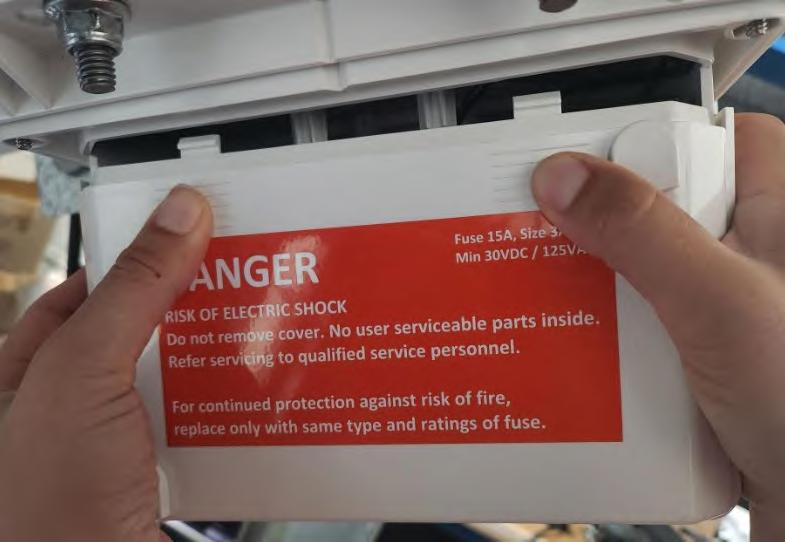 ANGER
Fuse 15A, Size 3
Min 30VDC / 125VA
RISK OF ELECTRIC SHOCK
Do not remove cover. No user serviceable parts inside.
Refer servicing to qualified service personnel.
For continued protection against risk of fire,
replace only with same type and ratings of fuse.